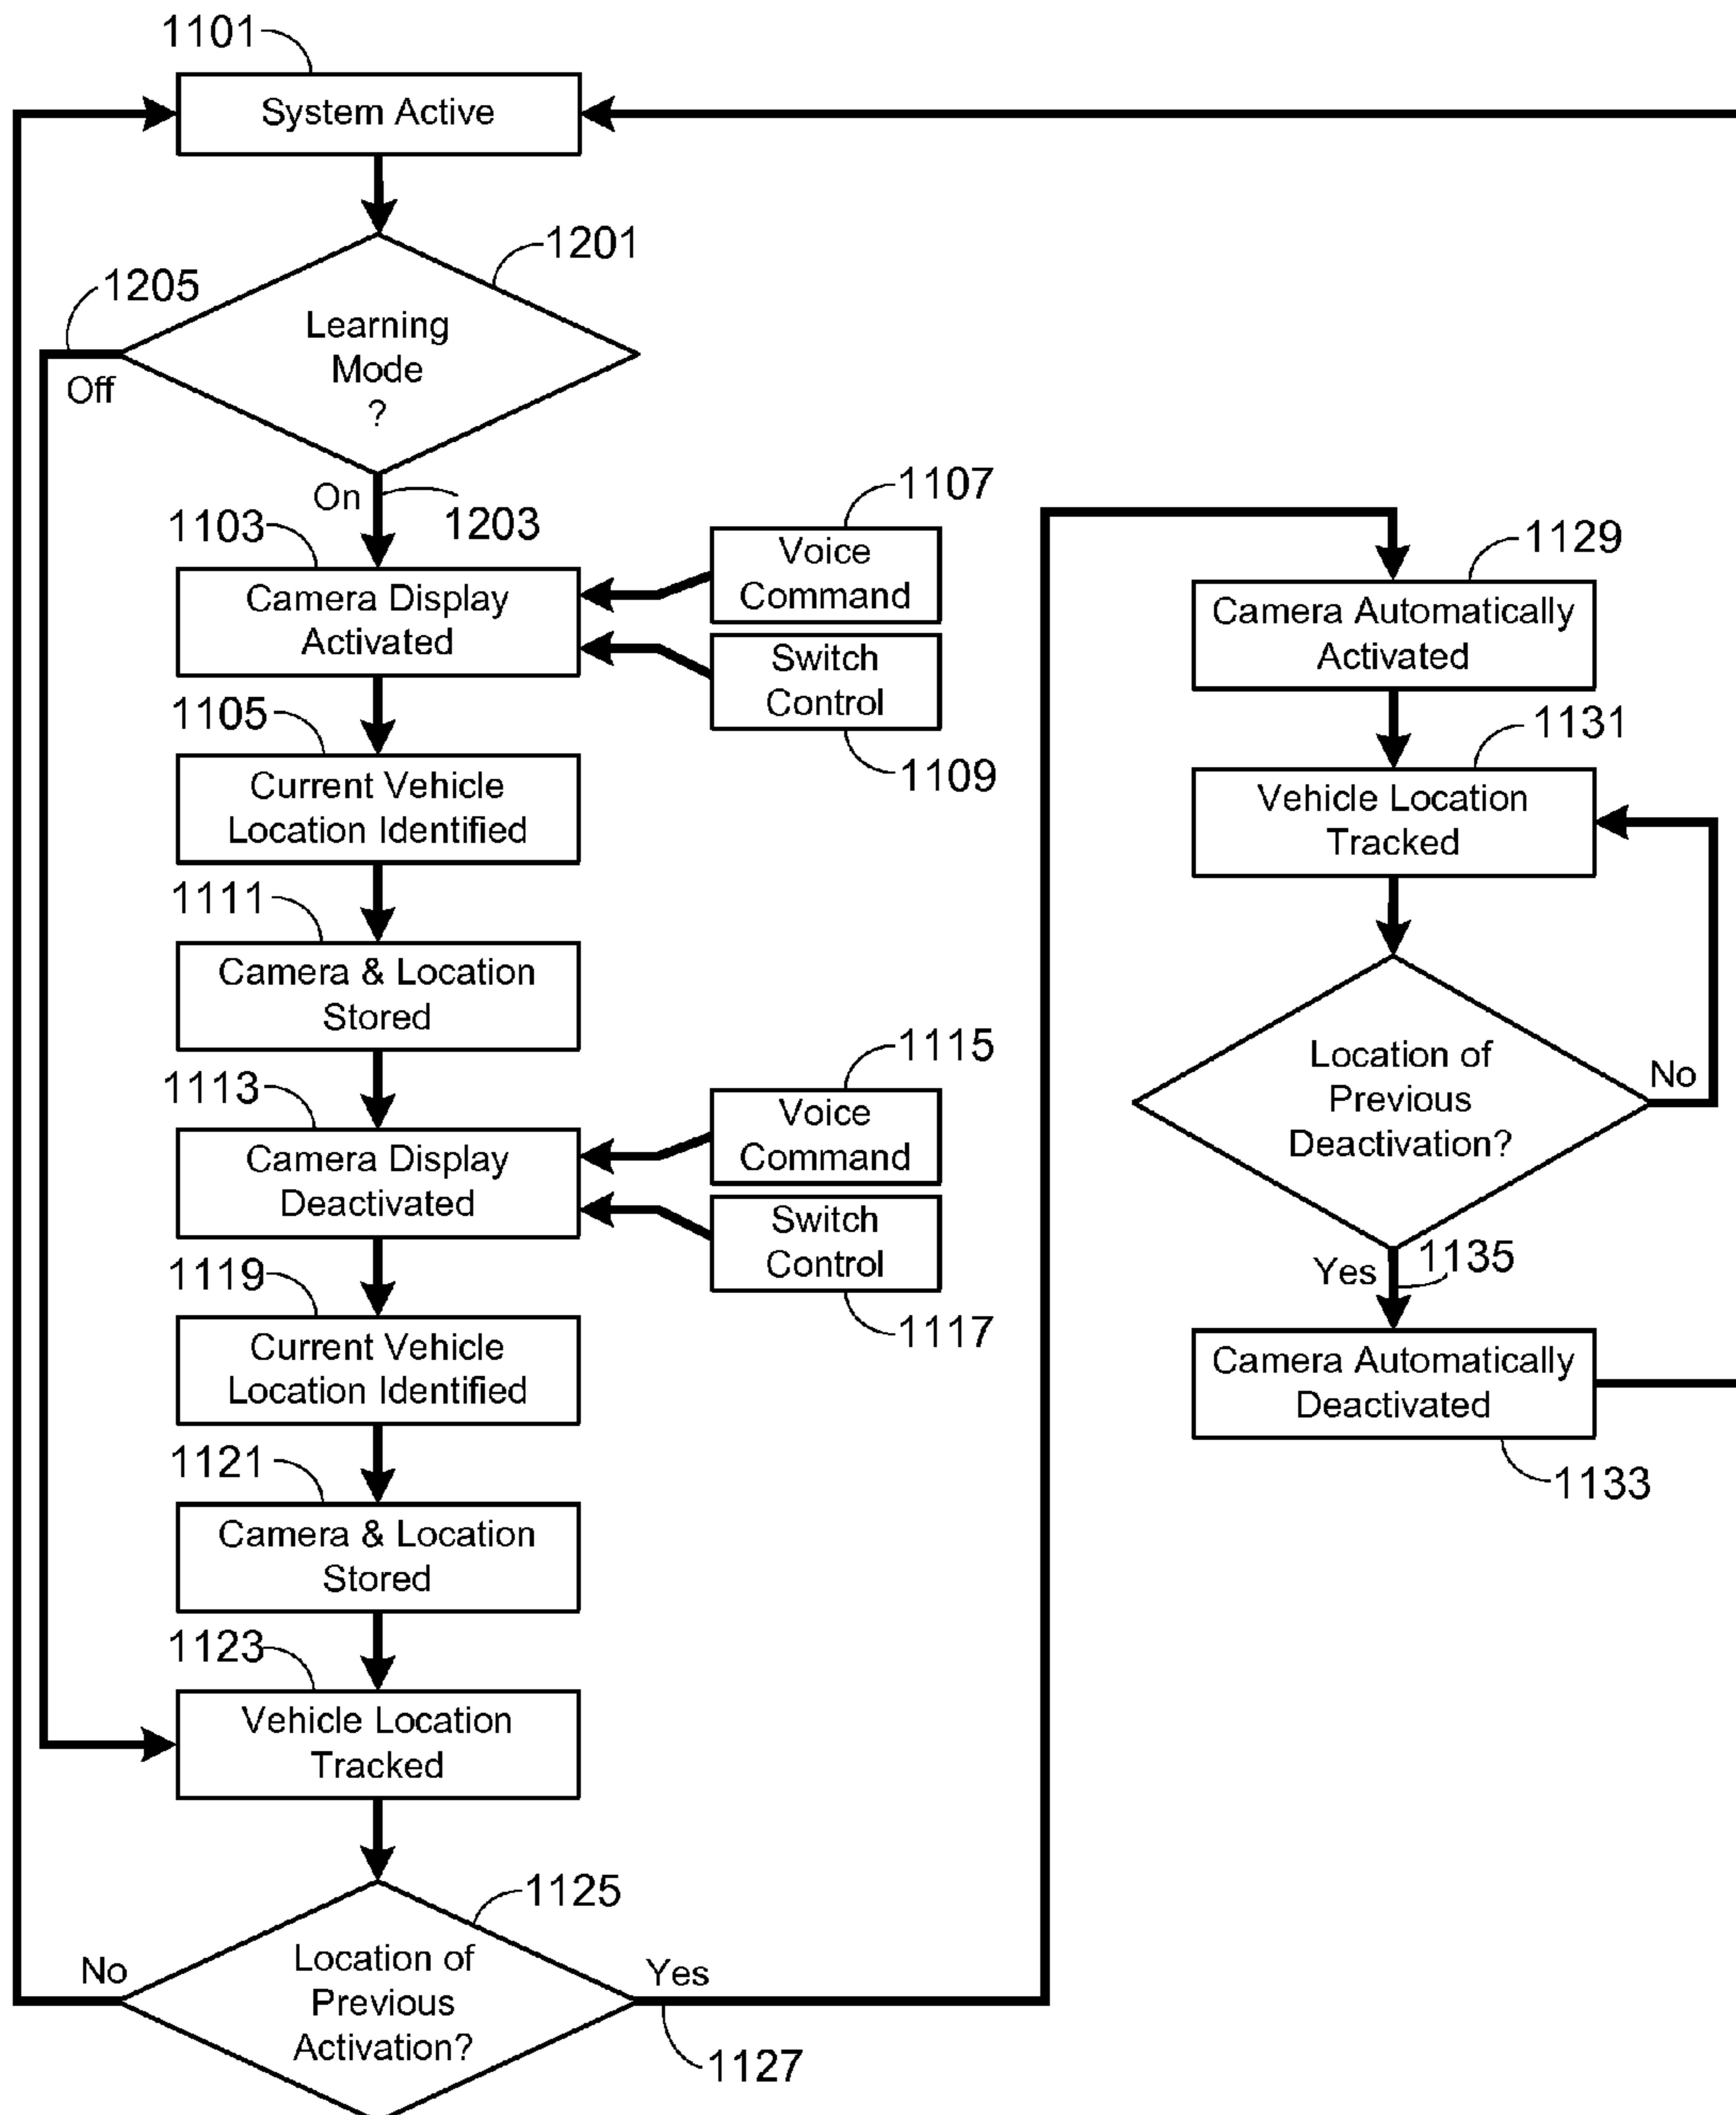 1101
System Active
1201
1205
Learning
Mode
?
Off
On
1203
1103
Camera Display
Activated
1107
Voice
Command
Switch
Control
1109
1105
Current Vehicle
Location Identified
1111
Camera & Location
Stored
1113
Camera Display
Deactivated
1115
Voice
Command
Switch
Control
1117
1119
Current Vehicle
Location Identified
1121
Camera & Location
Stored
1123
Vehicle Location
Tracked
1125
Location of
Previous
Activation?
No
Yes
1127
1129
Camera Automatically
Activated
1131
Vehicle Location
Tracked
Location of
Previous
Deactivation?
No
Yes
1135
Camera Automatically
Deactivated
1133